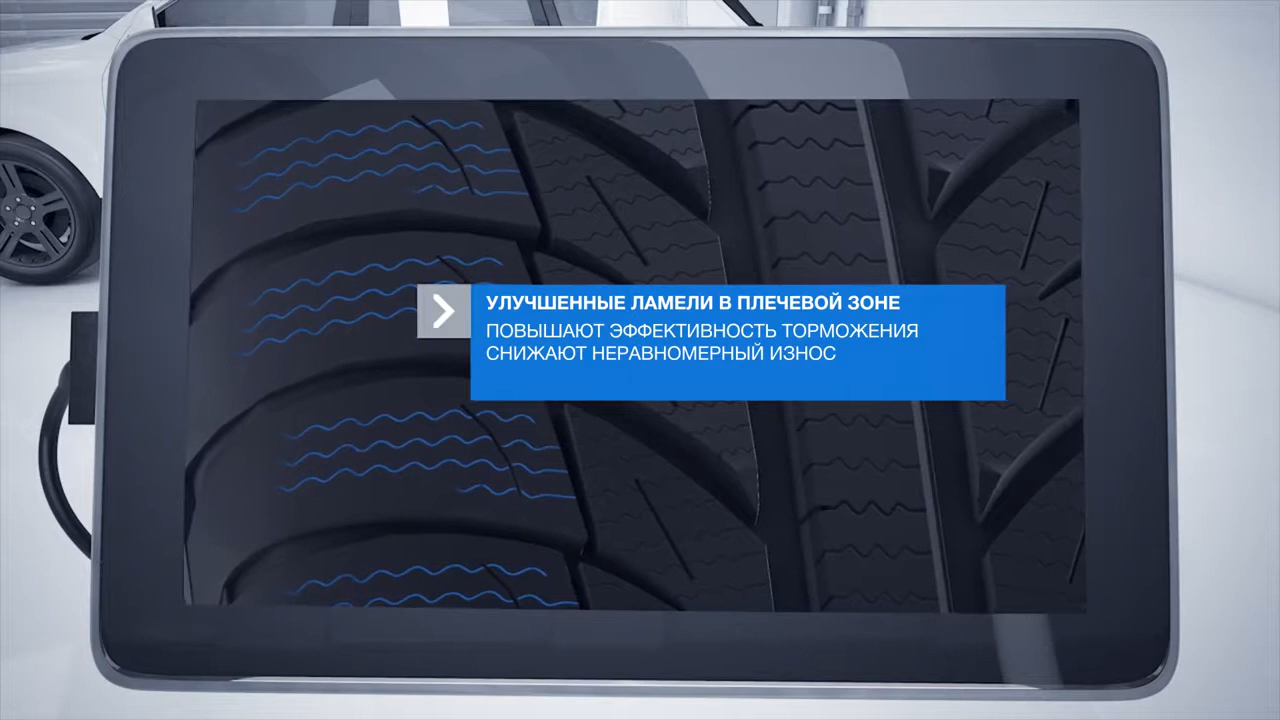 УЛУЧШЕННЫЕ ЛАМЕЛИ В ПЛЕЧЕВОЙ ЗОНЕ
ПОВЫШАЮТ ЭФФЕКТИВНОСТЬ ТОРМОЖЕНИЯ
СНИЖАЮТ НЕРАВНОМЕРНЫЙ ИЗНОС